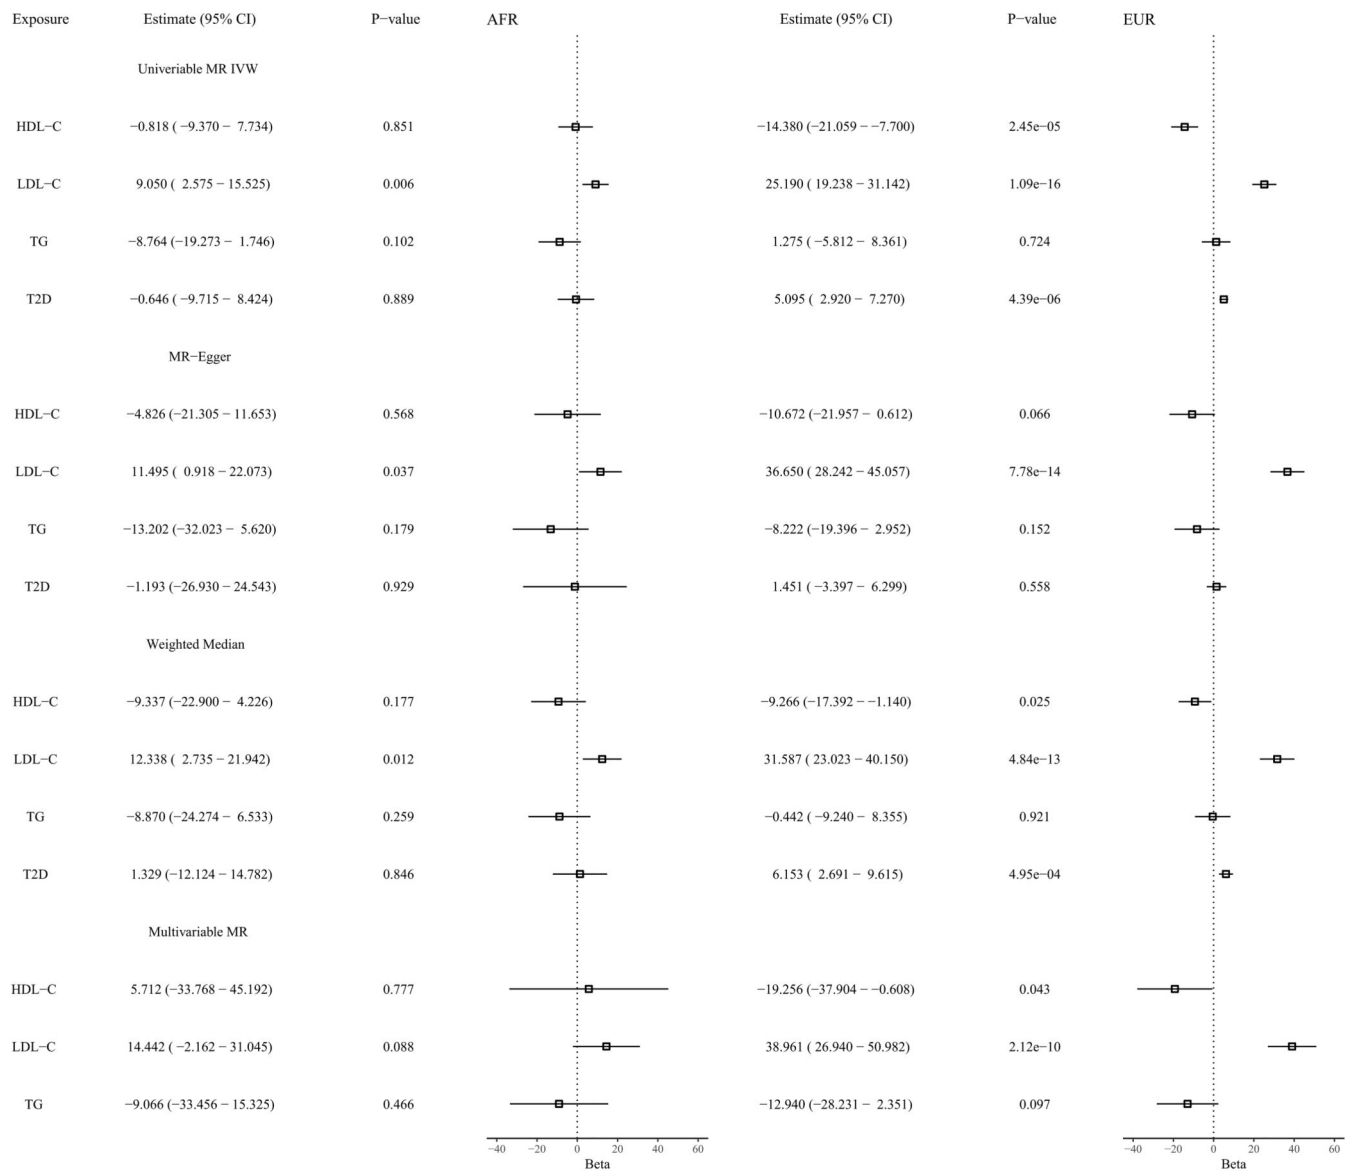 Exposure Estimate (95% CI) P−value AFR Estimate (95% CI) P−value EUR
Univeriable MR IVW
HDL−C −0.818 ( −9.370 − 7.734) 0.851 −14.380 (−21.059 − −7.700) 2.45e−05
LDL−C 9.050 ( 2.575 − 15.525) 0.006 25.190 ( 19.238 − 31.142) 1.09e−16
TG −8.764 (−19.273 − 1.746) 0.102 1.275 ( −5.812 − 8.361) 0.724
T2D −0.646 ( −9.715 − 8.424) 0.889 5.095 ( 2.920 − 7.270) 4.39e−06
MR−Egger
HDL−C −4.826 (−21.305 − 11.653) 0.568 −10.672 (−21.957 − 0.612) 0.066
LDL−C 11.495 ( 0.918 − 22.073) 0.037 36.650 ( 28.242 − 45.057) 7.78e−14
TG −13.202 (−32.023 − 5.620) 0.179 −8.222 (−19.396 − 2.952) 0.152
T2D −1.193 (−26.930 − 24.543) 0.929 1.451 ( −3.397 − 6.299) 0.558
Weighted Median
HDL−C −9.337 (−22.900 − 4.226) 0.177 −9.266 (−17.392 − −1.140) 0.025
LDL−C 12.338 ( 2.735 − 21.942) 0.012 31.587 ( 23.023 − 40.150) 4.84e−13
TG −8.870 (−24.274 − 6.533) 0.259 −0.442 ( −9.240 − 8.355) 0.921
T2D 1.329 (−12.124 − 14.782) 0.846 6.153 ( 2.691 − 9.615) 4.95e−04
Multivariable MR
HDL−C 5.712 (−33.768 − 45.192) 0.777 −19.256 (−37.904 − −0.608) 0.043
LDL−C 14.442 ( −2.162 − 31.045) 0.088 38.961 ( 26.940 − 50.982) 2.12e−10
TG −9.066 (−33.456 − 15.325) 0.466 −12.940 (−28.231 − 2.351) 0.097
−40 −20 0 20 40 60 −40 −20 0 20 40 60
Beta Beta